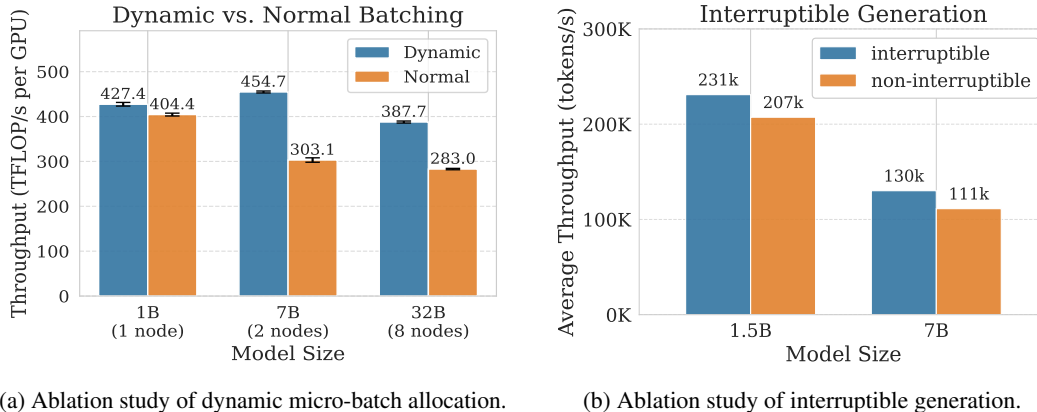 Dynamic vs. Normal Batching
Throughput (TFLOP/s per GPU)
500
400
300
200
100
0
Dynamic
Normal
427.4
404.4
454.7
303.1
387.7
283.0
1B
(1 node)
7B
(2 nodes)
32B
(8 nodes)
Model Size
(a) Ablation study of dynamic micro-batch allocation.
Interruptible Generation
Average Throughput (tokens/s)
300K
200K
100K
0K
interruptible
non-interruptible
231k
207k
130k
111k
1.5B
7B
Model Size
(b) Ablation study of interruptible generation.